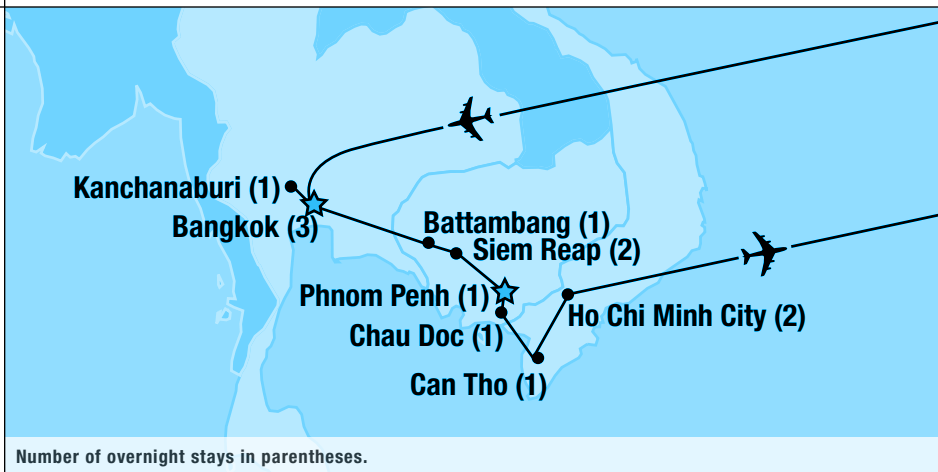 Kanchanaburi (1)
Bangkok (3)
Battambang (1)
Siem Reap (2)
Phnom Penh (1)
Ho Chi Minh City (2)
Chau Doc (1)
Can Tho (1)
Number of overnight stays in parentheses.